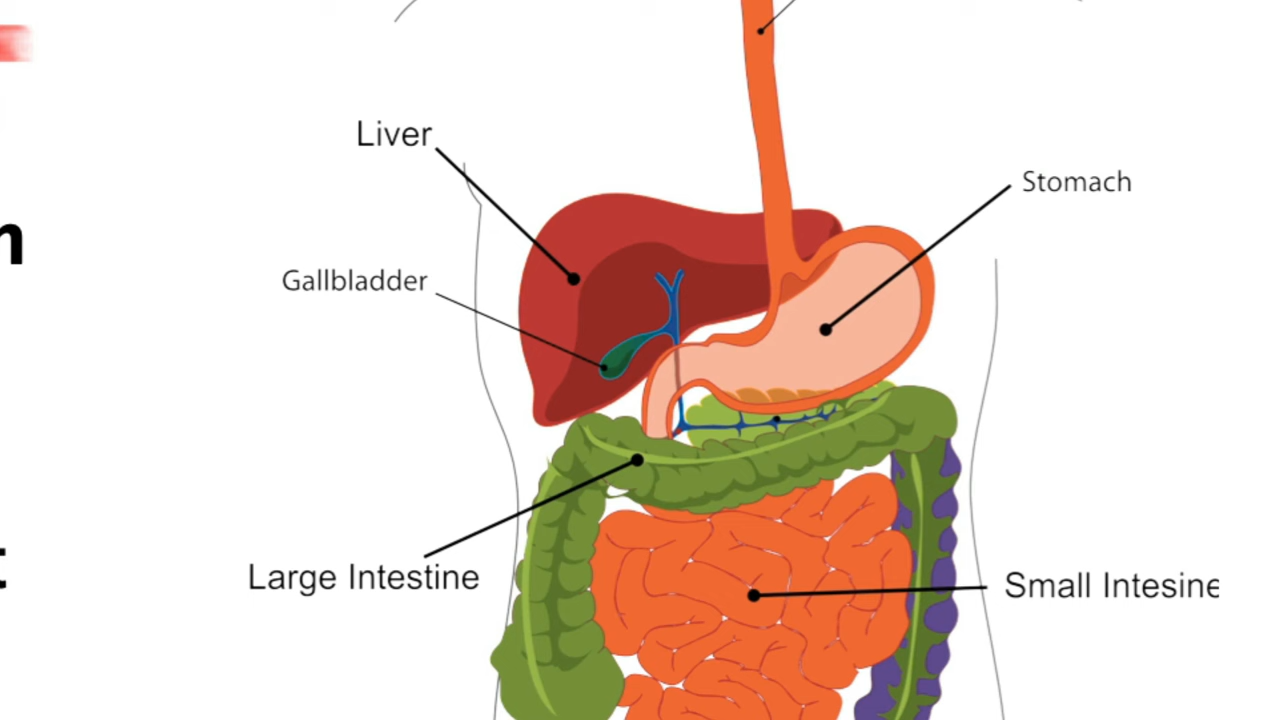 Liver
Stomach
Gallbladder
Large Intestine
Small Intesine